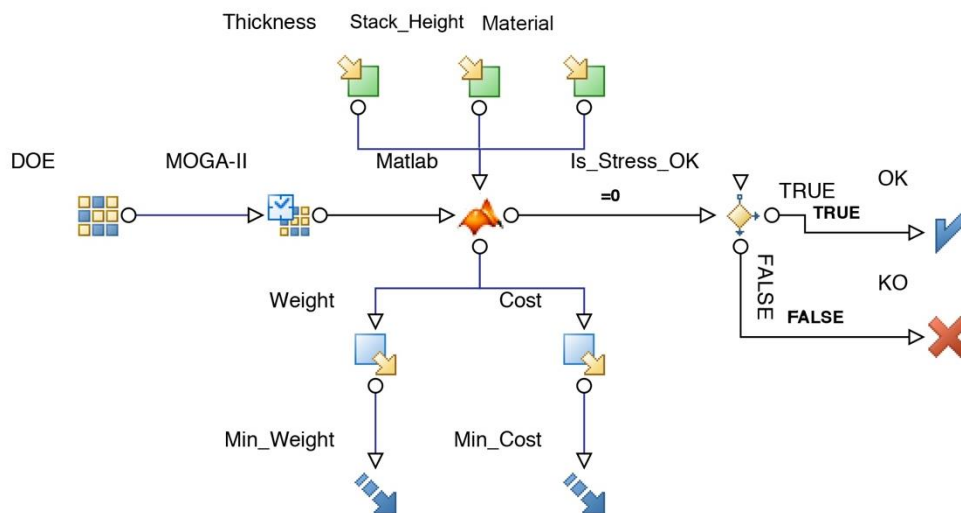 Thickness Stack_Height Material
DOE MOGA-II Matlab Is_Stress_OK
=0
TRUE OK
TRUE
FALSE
KO
FALSE
Weight Cost
Min_Weight Min_Cost